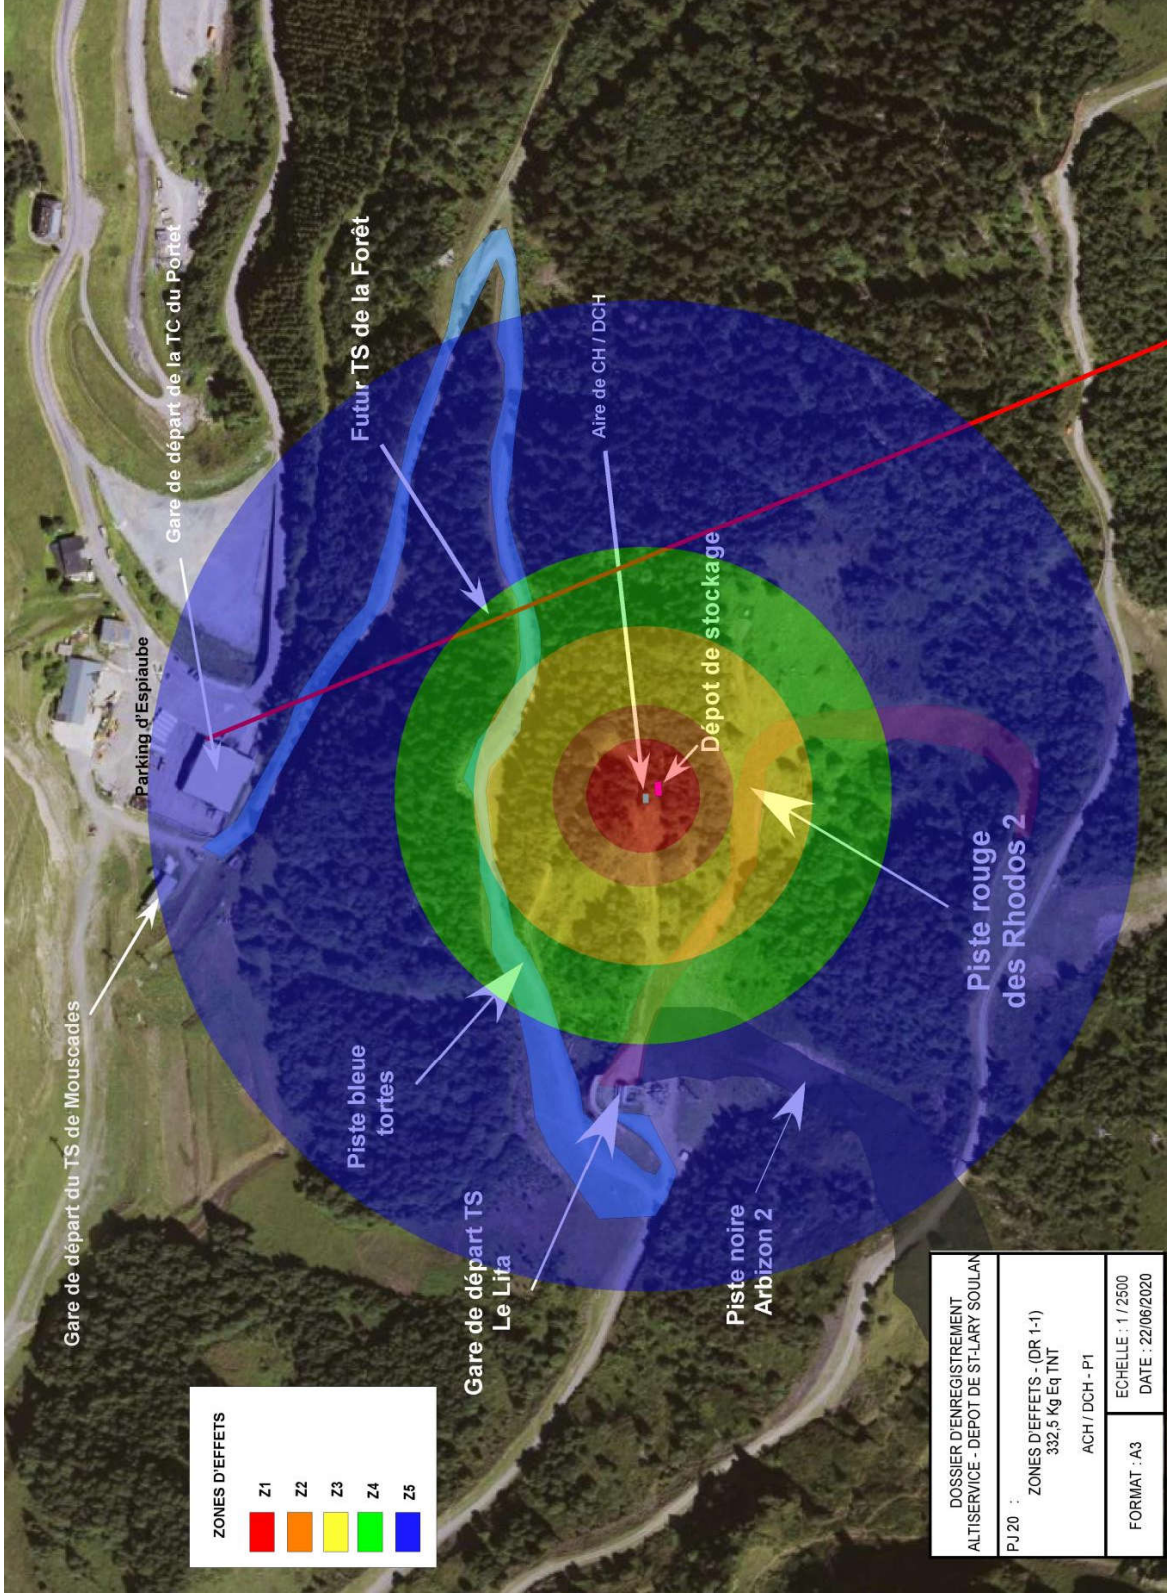 Gare de départ du TS de Mouscades
Parking d'Espiaube
Gare de départ de la TC du Portet
Piste bleue
tortes
Futur TS de la Forêt
Gare de départ TS
Le Lita
Aire de CH / DCH
Dépot de stockage
Piste noire
Arbizon 2
Piste rouge
des Rhodos 2
ZONES D'EFFETS
Z1
Z2
Z3
Z4
Z5
DOSSIER D'ENREGISTREMENT
ALTISERVICE - DEPOT DE ST-LARY SOULAN
PJ 20 :
ZONES D'EFFETS - (DR 1-1)
332,5 Kg Eq TNT
ACH / DCH - P1
FORMAT : A3
ECHELLE : 1 / 2500
DATE : 22/06/2020